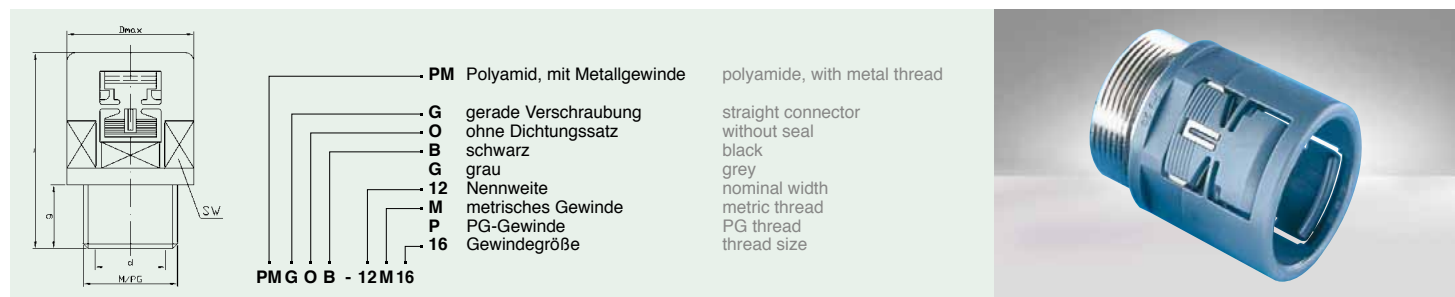 Dmax
PM Polyamid, mit Metallgewinde polyamide, with metal thread
G gerade Verschraubung straight connector
O ohne Dichtungssatz without seal
B schwarz black
G grau grey
12 Nennweite nominal width
M metrisches Gewinde metric thread
P PG-Gewinde PG thread
16 Gewindegröße thread size
SW
g
d
M/PG
PM G O B - 12 M 16